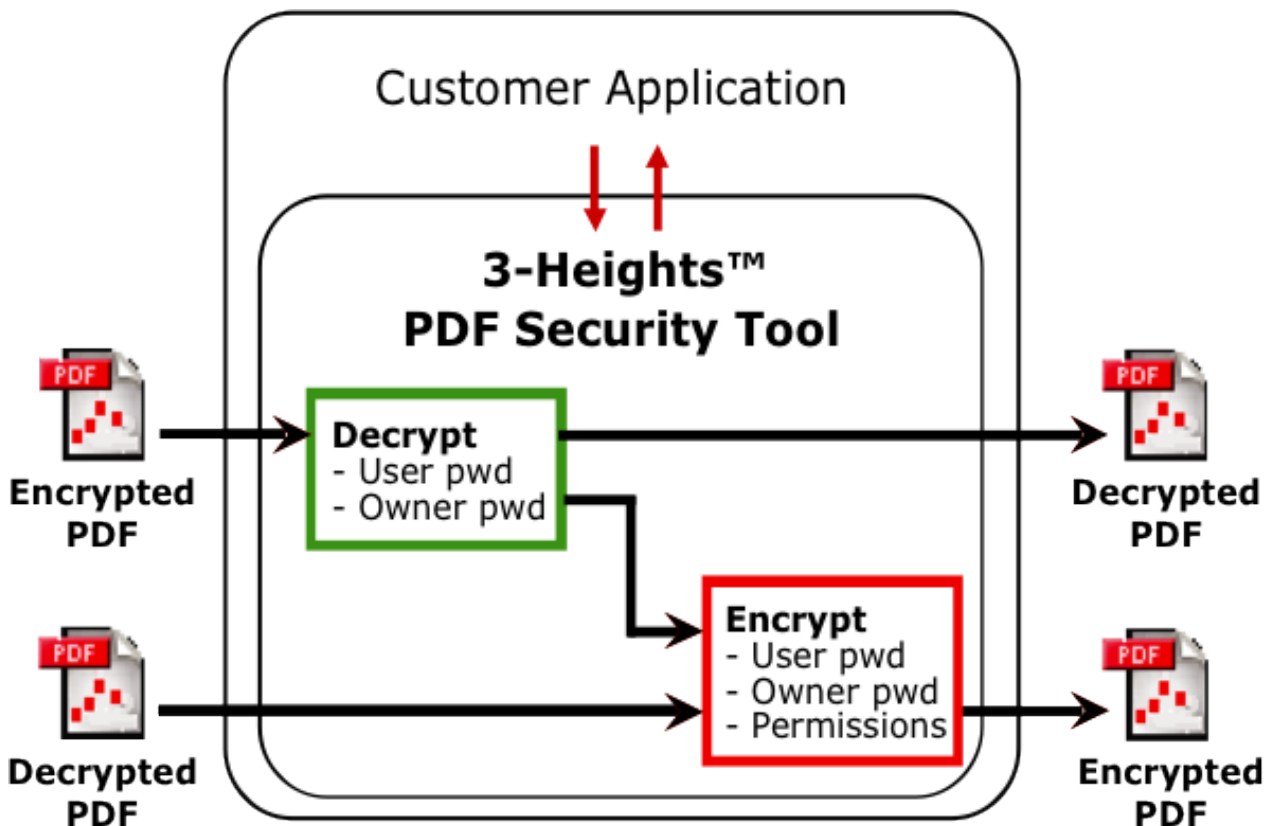 Customer Application
3-Heights™
PDF Security Tool
PDF
Encrypted
PDF
Decrypt
- User pwd
- Owner pwd
PDF
Decrypted
PDF
PDF
Decrypted
PDF
Encrypt
- User pwd
- Owner pwd
- Permissions
PDF
Encrypted
PDF